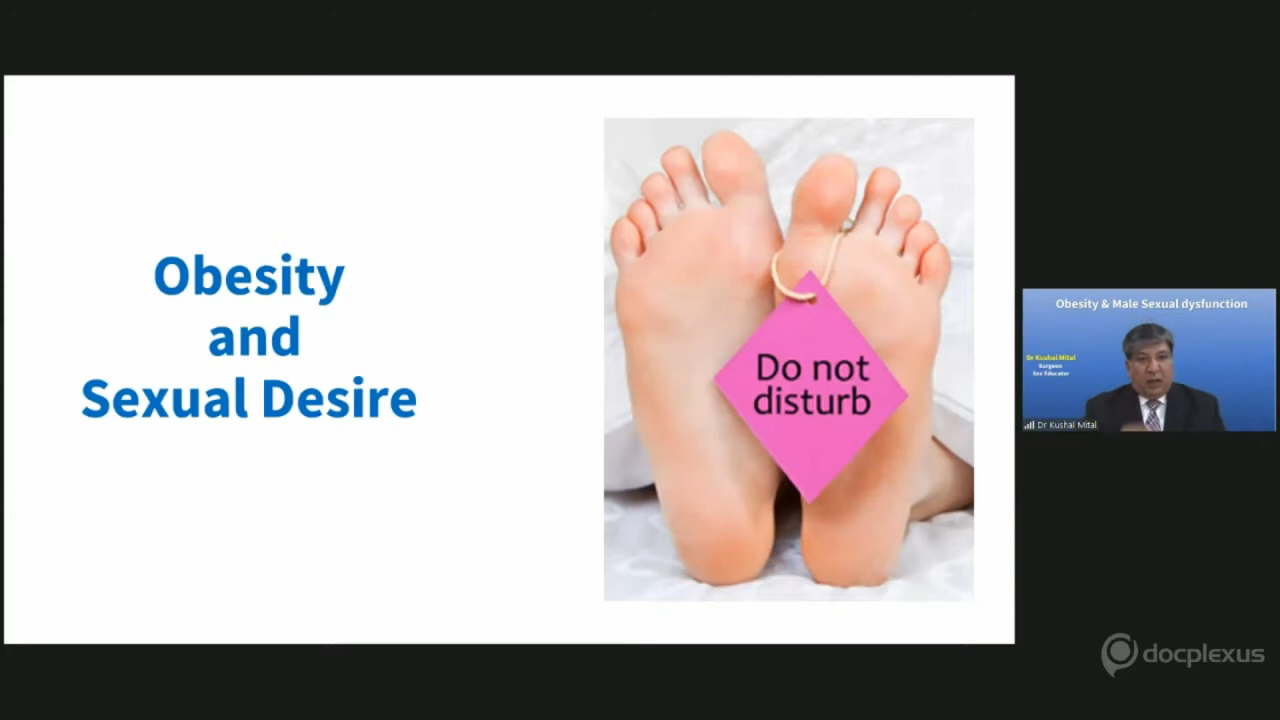 Obesity
and
Sexual Desire
Do not
disturb
Obesity & Male Sexual dysfunction
Dr Kushal Mital
Surgeon
Sex Educator
Dr Kushal Mital
docplexus